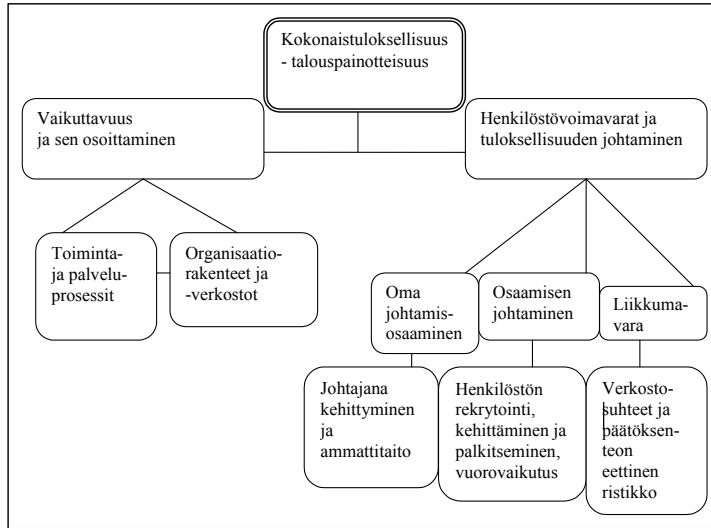 Kokonaistuloksellisuus
- talouspainotteisuus
Vaikuttavuus
ja sen osoittaminen
Henkilöstövoimavarat ja
tuloksellisuuden johtaminen
Toiminta-
ja palvelu-
prosessit
Organisaatio-
rakenteet ja
-verkostot
Oma
johtamis-
osaaminen
Osaamisen
johtaminen
Liikkuma-
vara
Johtajana
kehittyminen
ja
ammattitaito
Henkilöstön
rekrytointi,
kehittäminen ja
palkitseminen,
vuorovaikutus
Verkosto-
suhteet ja
päätöksen-
teon
eettinen
ristikko